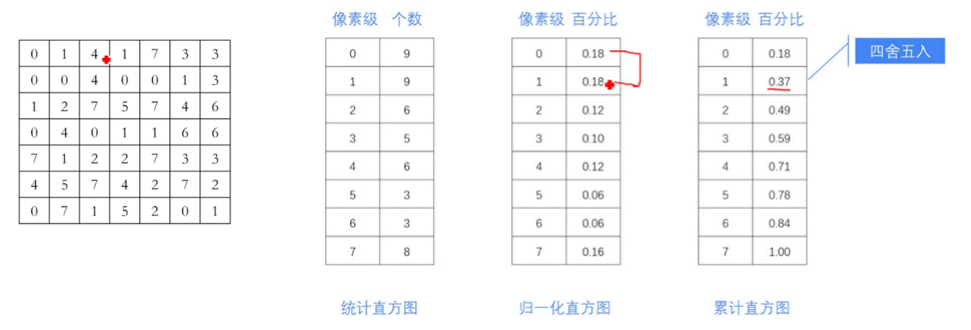 像素级 个数
像素级 百分比
像素级 百分比
四舍五入
0 1 4 1 7 3 3
0 0 4 0 0 1 3
1 2 7 5 7 4 6
0 4 0 1 1 6 6
7 1 2 2 7 3 3
4 5 7 4 2 7 2
0 7 1 5 2 0 1
0 9
1 9
2 6
3 5
4 6
5 3
6 3
7 8
0 0.18
1 0.18
2 0.12
3 0.10
4 0.12
5 0.06
6 0.06
7 0.16
0 0.18
1 0.37
2 0.49
3 0.59
4 0.71
5 0.78
6 0.84
7 1.00
统计直方图
归一化直方图
累计直方图